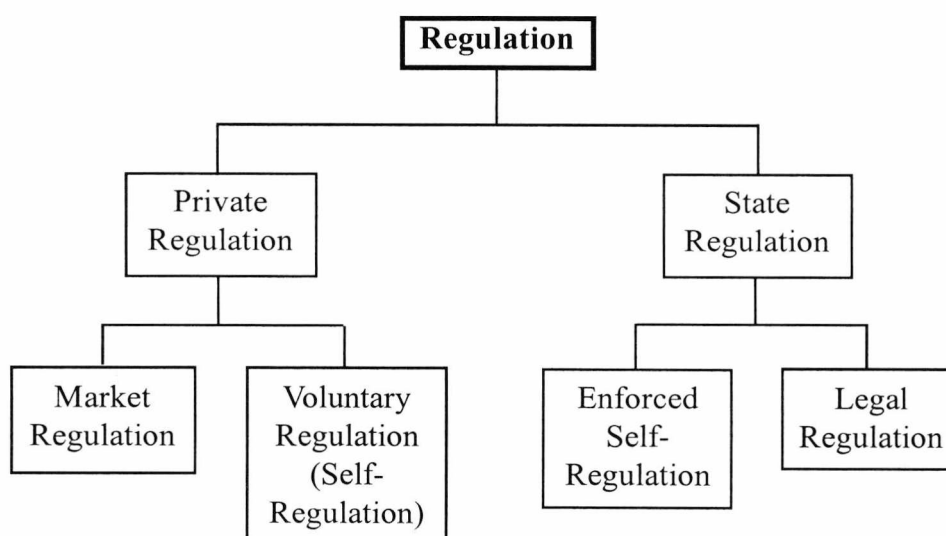 Regulation
Private
Regulation
State
Regulation
Market
Regulation
Voluntary
Regulation
(Self-
Regulation)
Enforced
Self-
Regulation
Legal
Regulation